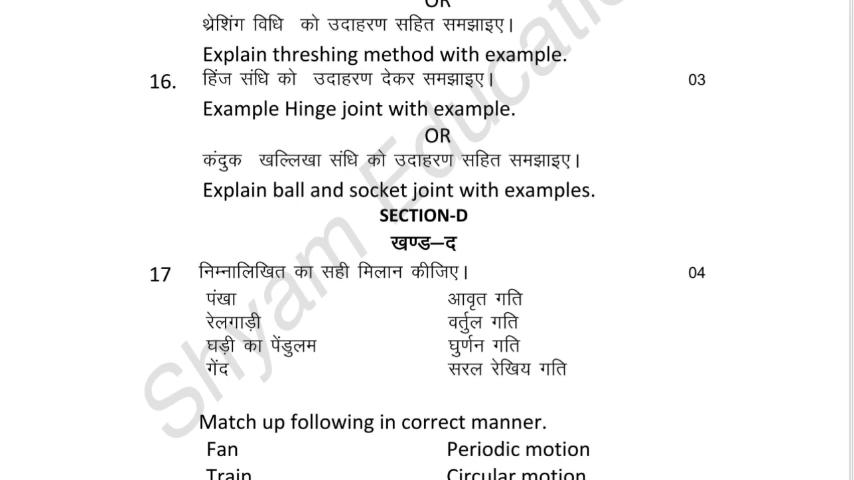 OR
थ्रेशिंग विधि को उदाहरण सहित समझाइए।
Explain threshing method with example.
16. हिंज संधि को उदाहरण देकर समझाइए। 03
Example Hinge joint with example.
OR
कंदुक खल्लिखा संधि को उदाहरण सहित समझाइए।
Explain ball and socket joint with examples.
SECTION-D
खण्ड–द
17 निम्नालिखित का सही मिलान कीजिए। 04
पंखा आवृत गति
रेलगाड़ी वर्तुल गति
घड़ी का पेंडुलम घुर्णन गति
गेंद सरल रेखिय गति
Match up following in correct manner.
Fan Periodic motion
Train Circular motion
Shyam Educati